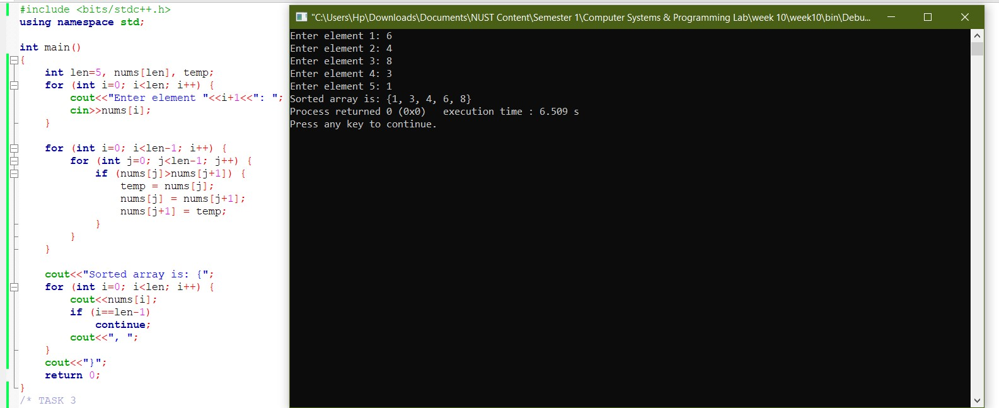 #include <bits/stdc++.h>
using namespace std;
int main()
{
int len=5, nums[len], temp;
for (int i=0; i<len; i++) {
cout<<"Enter element "<<i+1<<": ";
cin>>nums[i];
}
for (int i=0; i<len-1; i++) {
for (int j=0; j<len-1; j++) {
if (nums[j]>nums[j+1]) {
temp = nums[j];
nums[j] = nums[j+1];
nums[j+1] = temp;
}
}
}
cout<<"Sorted array is: {";
for (int i=0; i<len; i++) {
cout<<nums[i];
if (i==len-1)
continue;
cout<<", ";
}
cout<<"}";
return 0;
}
/* TASK 3
"C:\Users\Hp\Downloads\Documents\NUST Content\Semester 1\Computer Systems & Programming Lab\week 10\week10\bin\Debu...
Enter element 1: 6
Enter element 2: 4
Enter element 3: 8
Enter element 4: 3
Enter element 5: 1
Sorted array is: {1, 3, 4, 6, 8}
Process returned 0 (0x0)   execution time : 6.509 s
Press any key to continue.